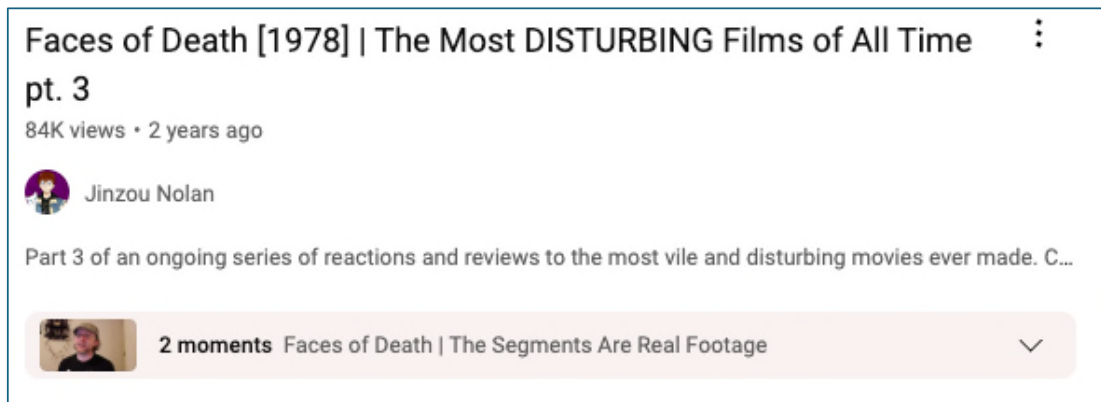 Faces of Death [1978] | The Most DISTURBING Films of All Time
pt. 3
84K views • 2 years ago
Jinzou Nolan
Part 3 of an ongoing series of reactions and reviews to the most vile and disturbing movies ever made. C...
2 moments Faces of Death | The Segments Are Real Footage